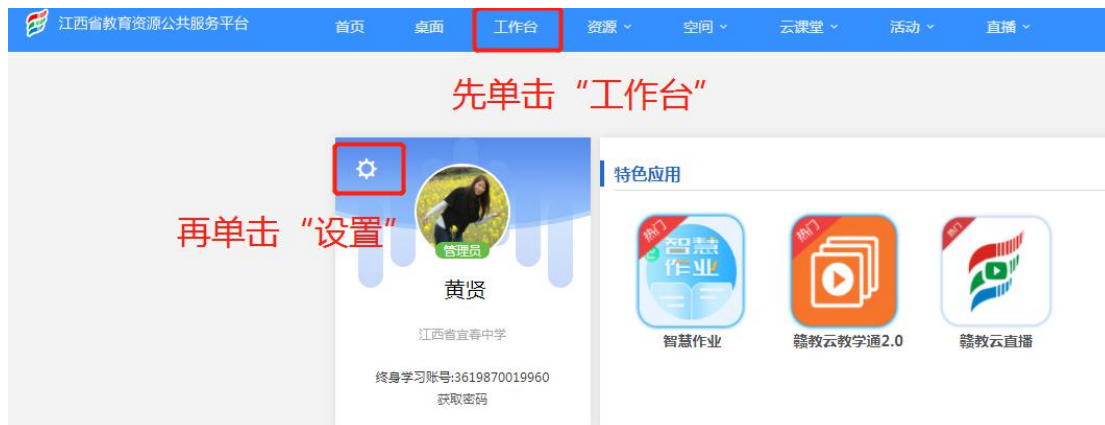 江西省教育资源公共服务平台 首页 桌面 工作台 资源 空间 云课堂 活动 直播
先单击“工作台”
特色应用
再单击“设置”
管理员
黄贤
江西省宜春中学
终身学习账号:3619870019960
获取密码
热门 热门 热门
智慧
作业
智慧作业 赣教云教学通2.0 赣教云直播